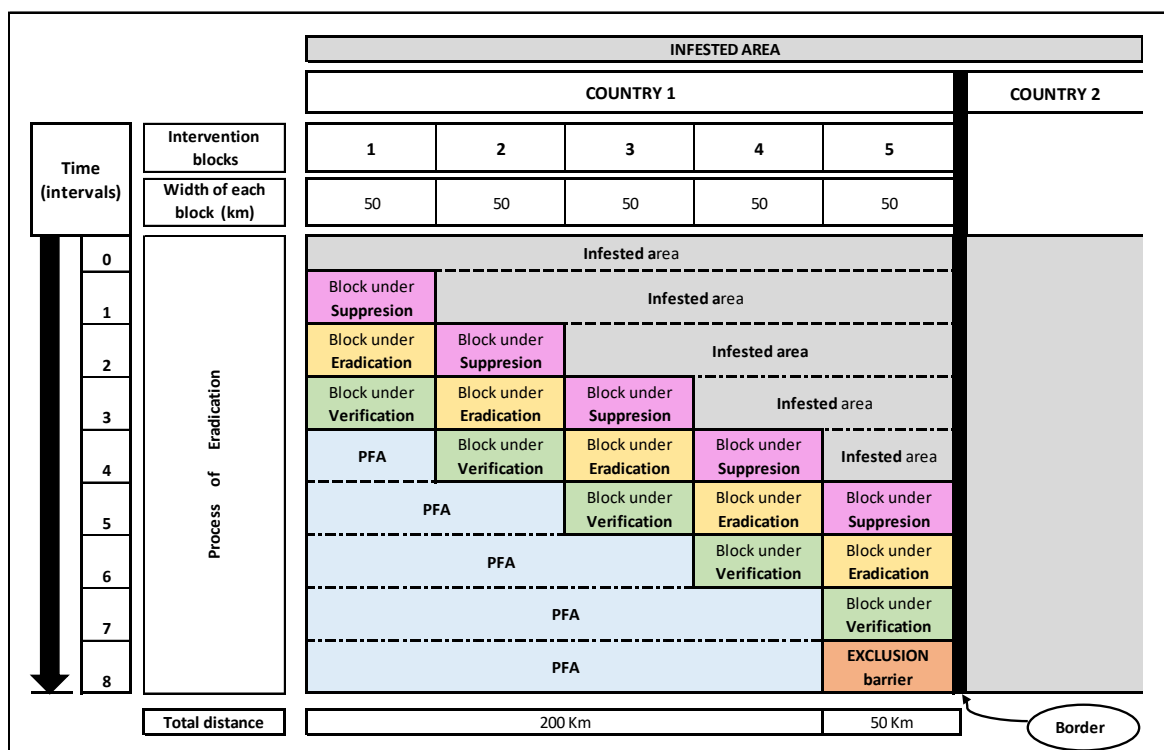 INFESTED AREA
COUNTRY 1
COUNTRY 2
Time
(intervals)
Intervention
blocks
1
2
3
4
5
Width of each
block (km)
50
50
50
50
50
Process of Eradication
0
Infested area
1
Block under
Suppresion
Infested area
2
Block under
Eradication
Block under
Suppresion
Infested area
3
Block under
Verification
Block under
Eradication
Block under
Suppresion
Infested area
4
PFA
Block under
Verification
Block under
Eradication
Block under
Suppresion
Infested area
5
PFA
Block under
Verification
Block under
Eradication
Block under
Suppresion
6
PFA
Block under
Verification
Block under
Eradication
7
PFA
Block under
Verification
8
PFA
EXCLUSION
barrier
Total distance
200 Km
50 Km
Border